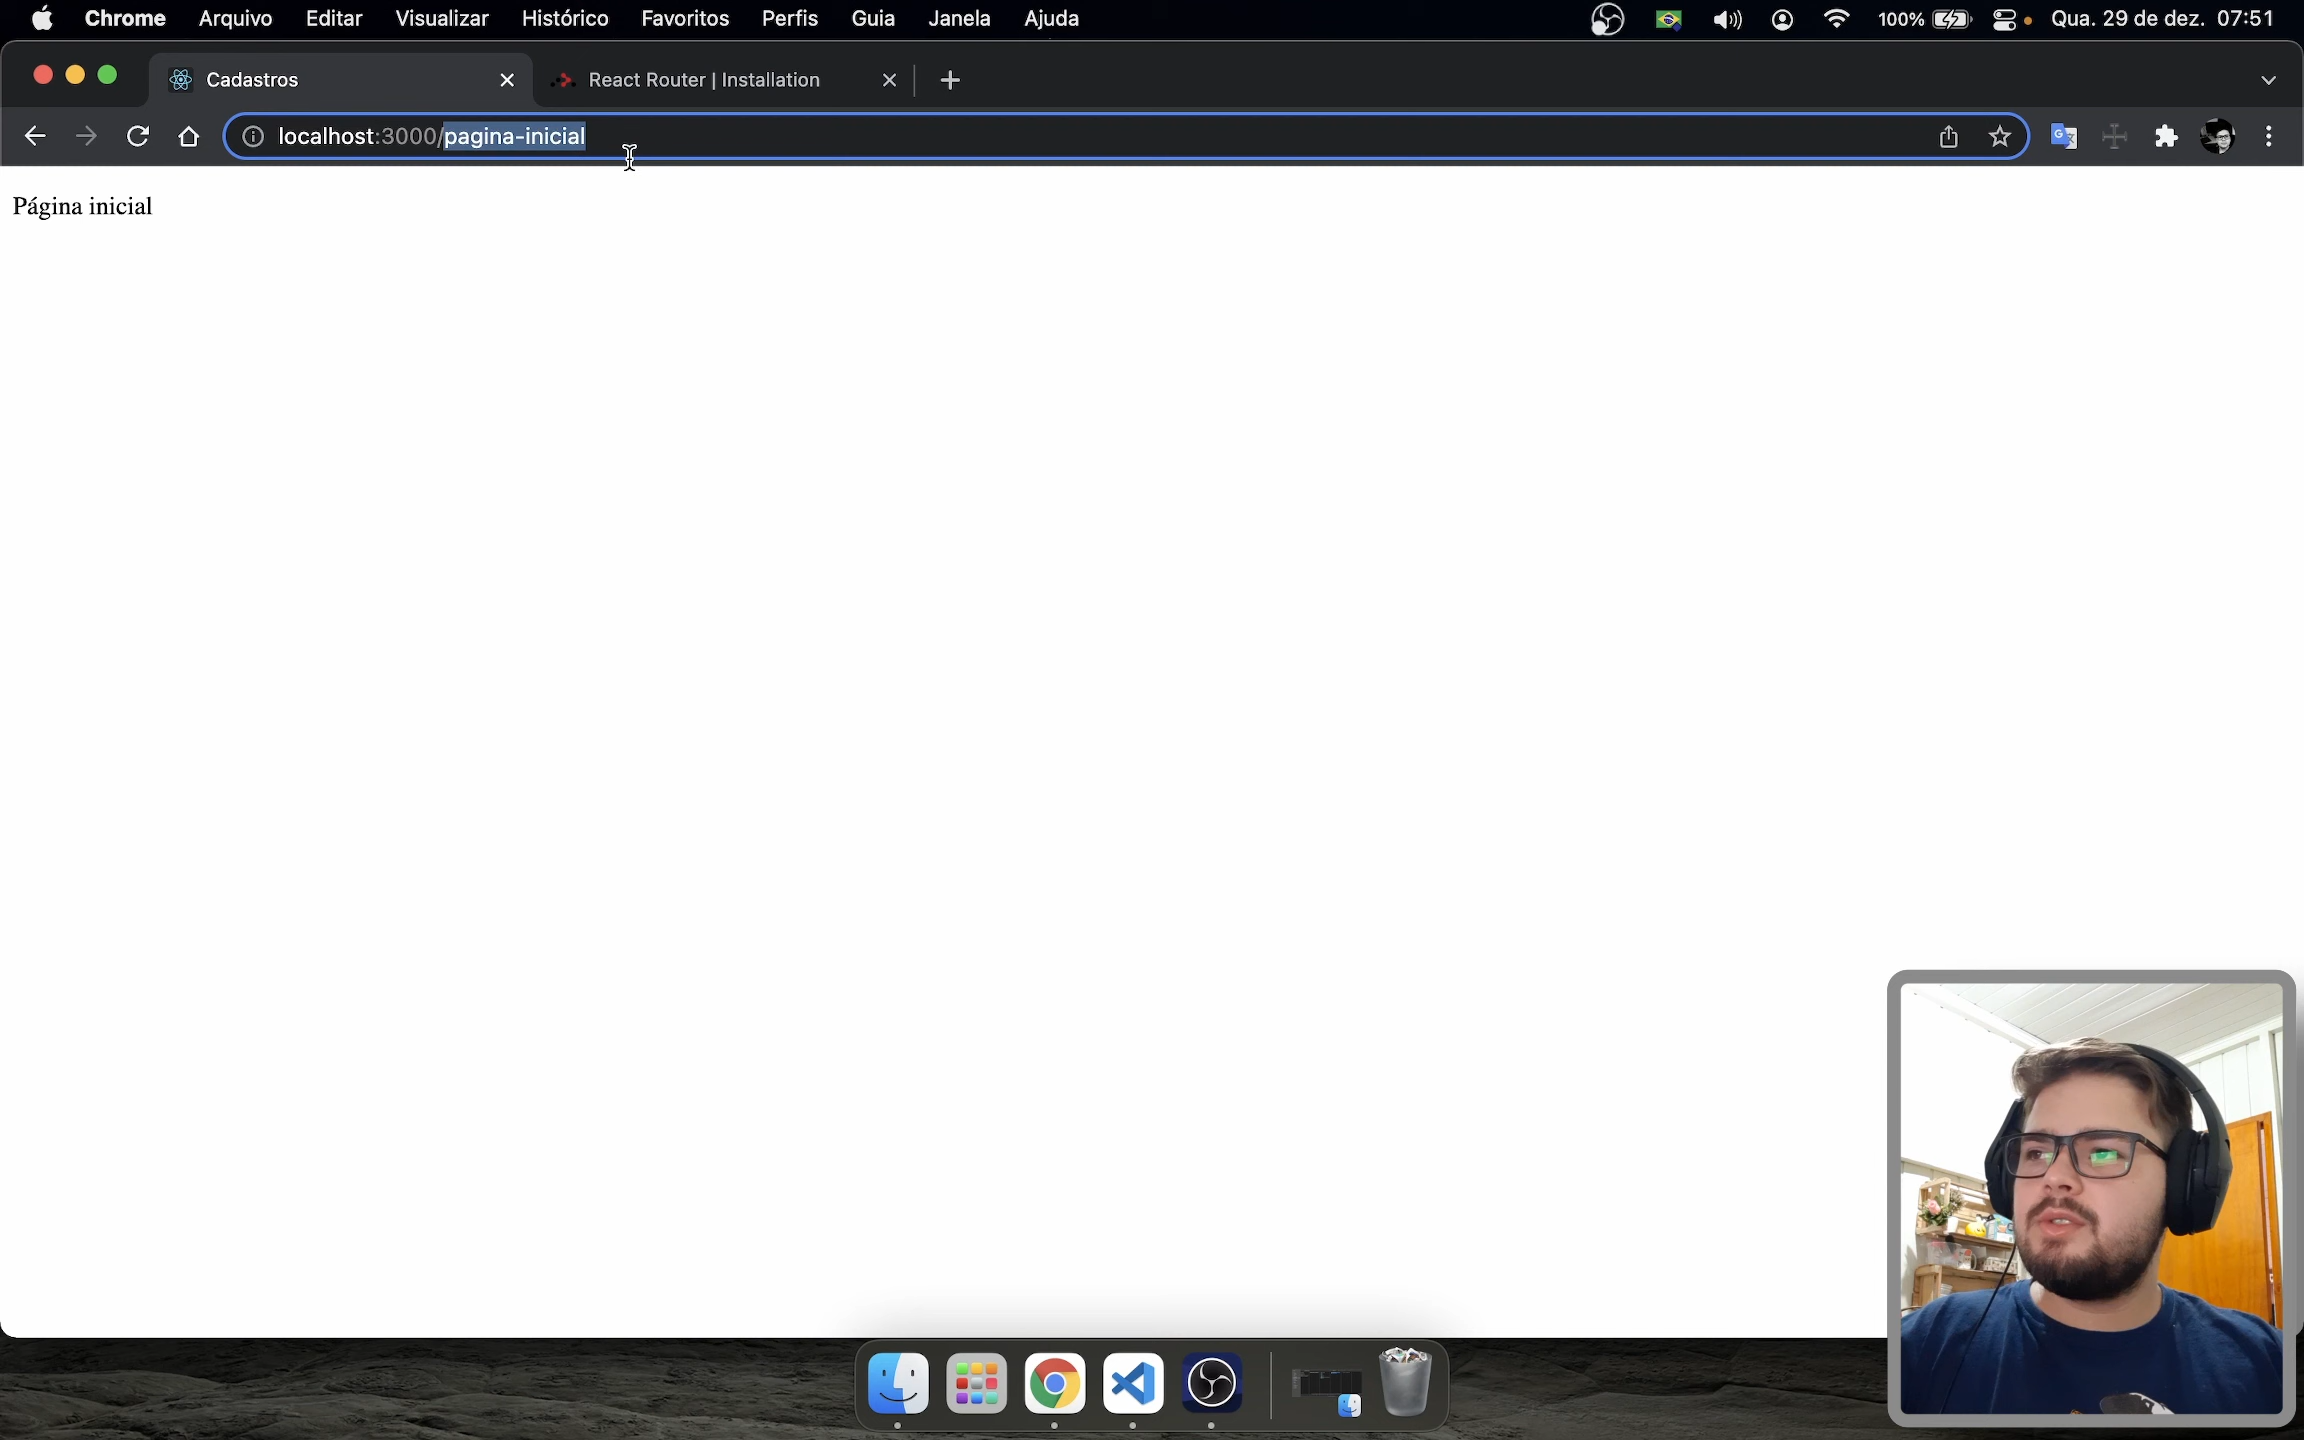 Chrome Arquivo Editar Visualizar Histórico Favoritos Perfis Guia Janela Ajuda 100% Qua. 29 de dez. 07:51
Cadastros React Router | Installation
localhost:3000/pagina-inicial
Página inicial